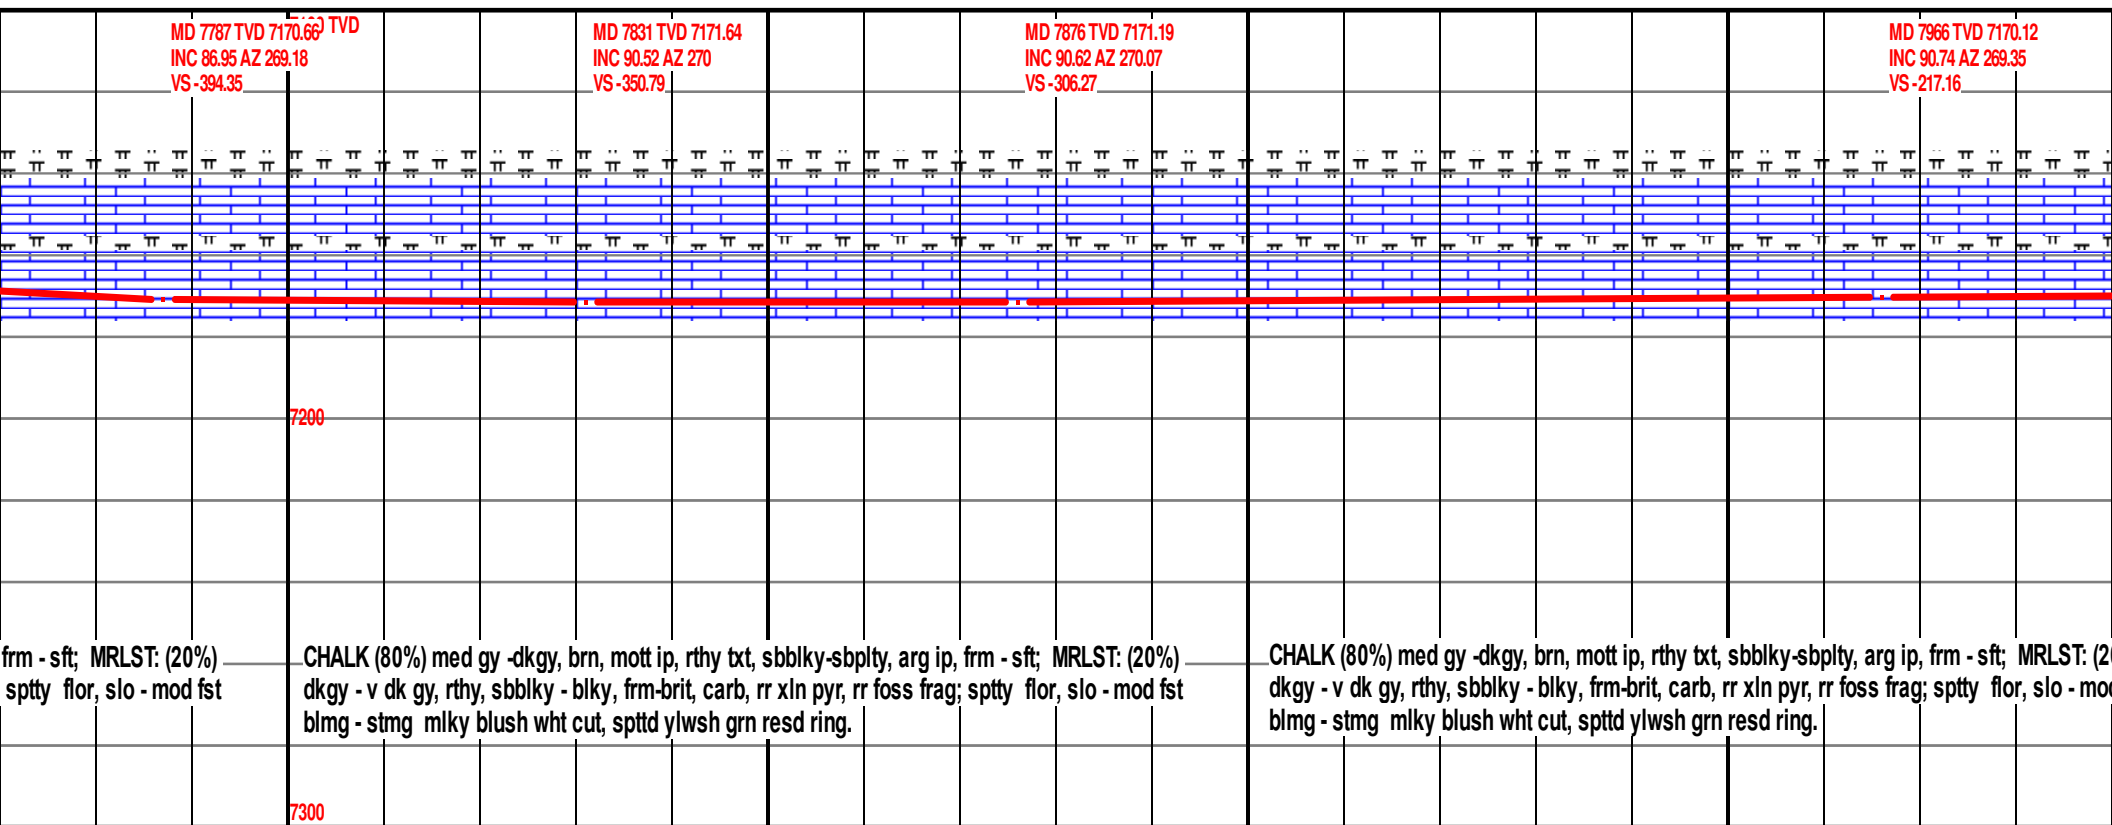 MD 7787 TVD 7170.66
INC 86.95 AZ 269.18
VS -394.35
TVD
MD 7831 TVD 7171.64
INC 90.52 AZ 270
VS -350.79
MD 7876 TVD 7171.19
INC 90.62 AZ 270.07
VS -306.27
MD 7966 TVD 7170.12
INC 90.74 AZ 269.35
VS -217.16
7200
frm - sft; MRLST: (20%)
sptty flor, slo - mod fst
CHALK (80%) med gy -dkgy, brn, mott ip, rthy txt, sbblky-sbplty, arg ip, frm - sft; MRLST: (20%)
dkgy - v dk gy, rthy, sbblky - blky, frm-brit, carb, rr xln pyr, rr foss frag; sptty flor, slo - mod fst
blmg - stmg mlky blush wht cut, spttd ylwsh grn resd ring.
CHALK (80%) med gy -dkgy, brn, mott ip, rthy txt, sbblky-sbplty, arg ip, frm - sft; MRLST:
dkgy - v dk gy, rthy, sbblky - blky, frm-brit, carb, rr xln pyr, rr foss frag; sptty flor, slo -
blmg - stmg mlky blush wht cut, spttd ylwsh grn resd ring.
7300